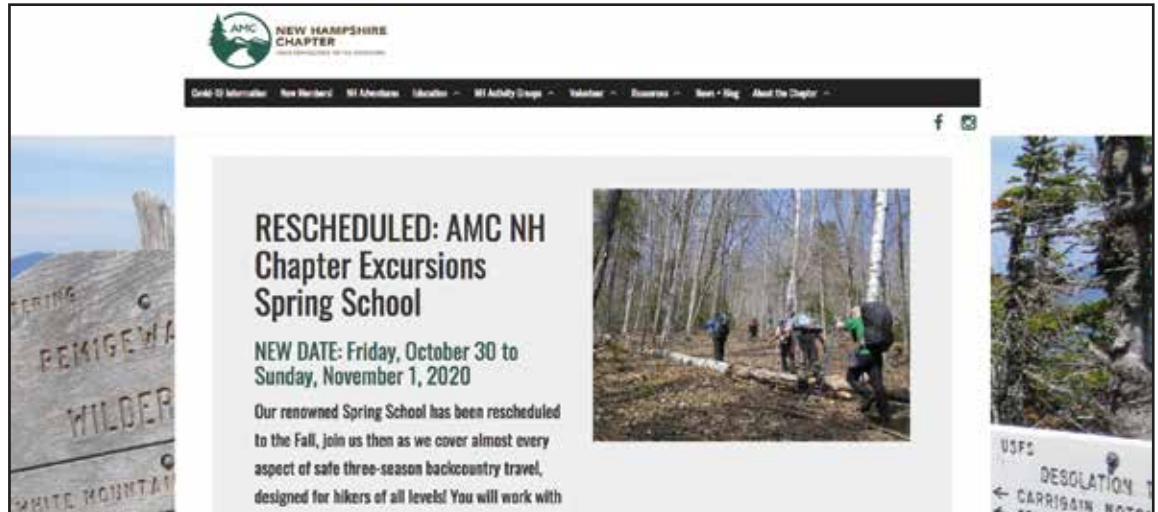 AMC
NEW HAMPSHIRE
CHAPTER
Covid-19 Information New Members! NH Adventures Education NH Activity Groups Volunteer Resources News + Blog About the Chapter
RESCHEDULED: AMC NH
Chapter Excursions
Spring School
NEW DATE: Friday, October 30 to
Sunday, November 1, 2020
Our renowned Spring School has been rescheduled
to the Fall, join us then as we cover almost every
aspect of safe three-season backcountry travel,
designed for hikers of all levels! You will work with
TERING
PEMIGEWA
WILDER
WHITE MOUNTAI
USFS
DESOLATION T
← CARRIGAIN NOTC